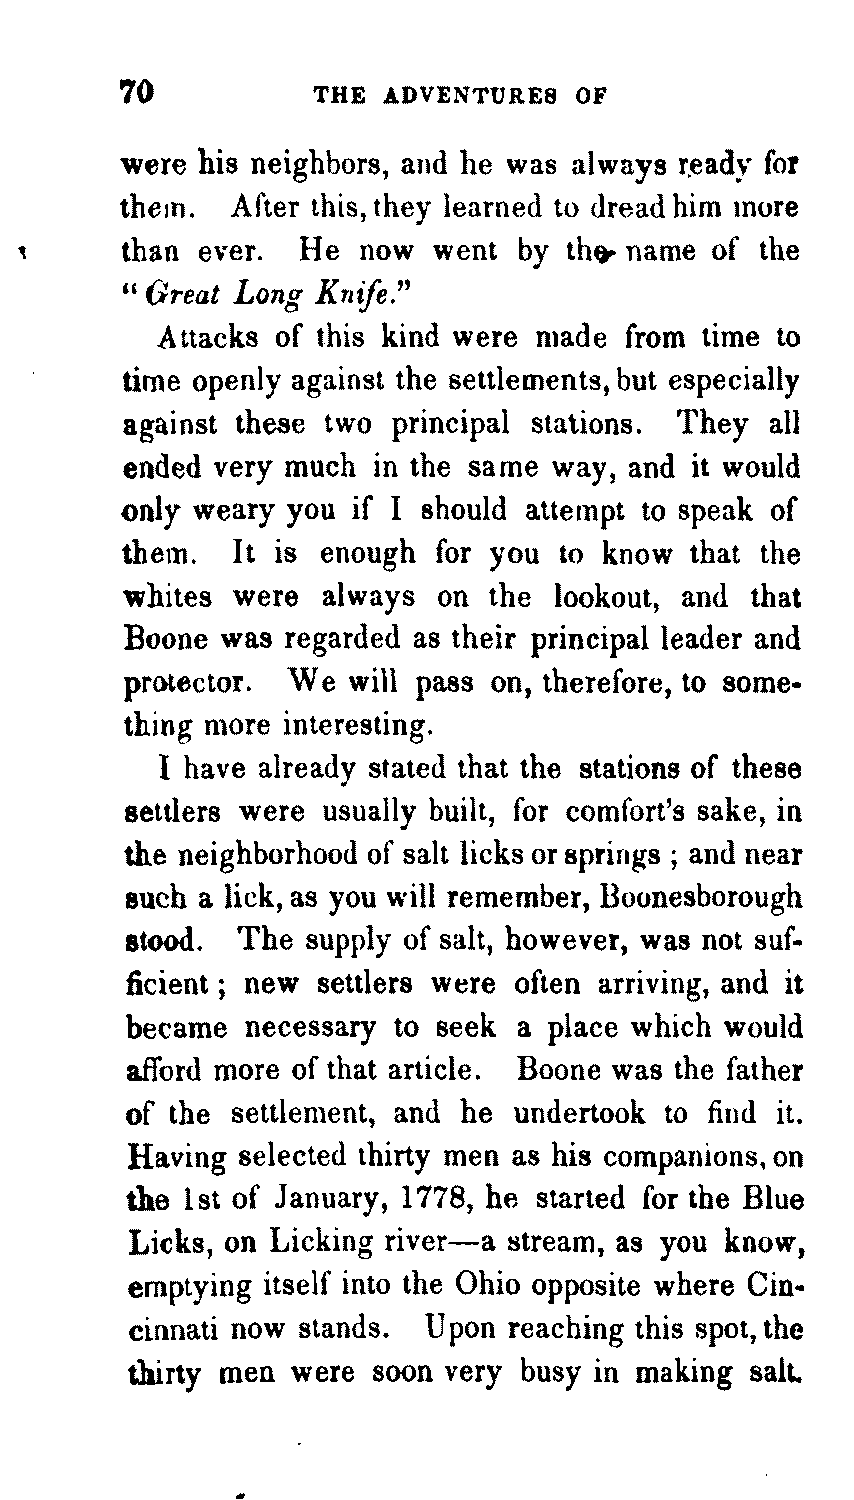 70 THE ADVENTURES OF
were his neighbors, and he was always ready for
them. After this, they learned to dread him more
than ever. He now went by the name of the
" Great Long Knife."
Attacks of this kind were made from time to
time openly against the settlements, but especially
against these two principal stations. They all
ended very much in the same way, and it would
only weary you if I should attempt to speak of
them. It is enough for you to know that the
whites were always on the lookout, and that
Boone was regarded as their principal leader and
protector. We will pass on, therefore, to some-
thing more interesting.
I have already stated that the stations of these
settlers were usually built, for comfort's sake, in
the neighborhood of salt licks or springs ; and near
such a lick, as you will remember, Boonesborough
stood. The supply of salt, however, was not suf-
ficient ; new settlers were often arriving, and it
became necessary to seek a place which would
afford more of that article. Boone was the father
of the settlement, and he undertook to find it.
Having selected thirty men as his companions, on
the 1st of January, 1778, he started for the Blue
Licks, on Licking river—a stream, as you know,
emptying itself into the Ohio opposite where Cin-
cinnati now stands. Upon reaching this spot, the
thirty men were soon very busy in making salt.